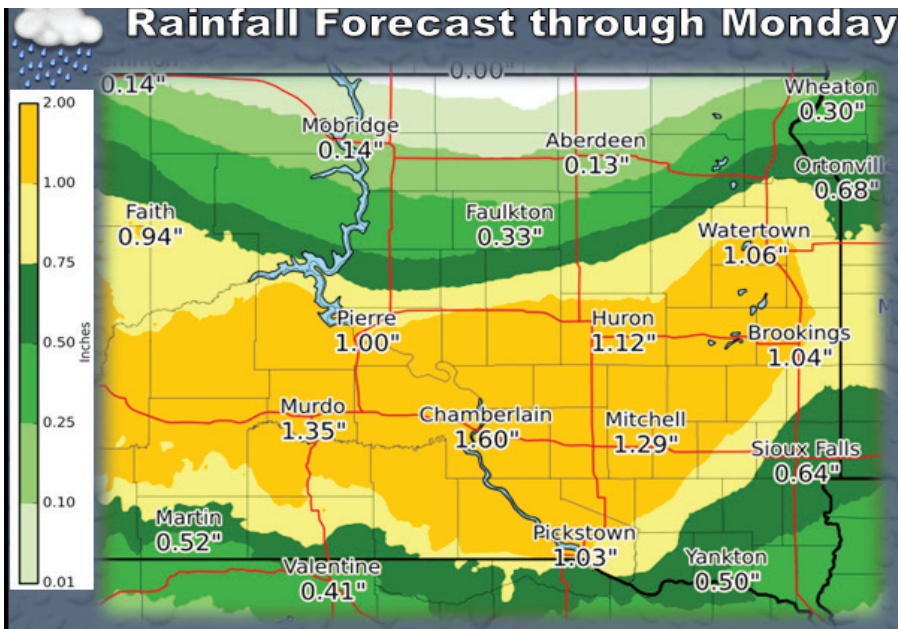 Rainfall Forecast through Monday
0.00"
0.14"
Wheaton
0.30"
Mobridge
0.14"
Aberdeen
0.13"
Ortonville
0.68"
Faith
0.94"
Faulkton
0.33"
Watertown
1.06"
Pierre
1.00"
Huron
1.12"
Brookings
1.04"
M
Murdo
1.35"
Chamberlain
1.60"
Mitchell
1.29"
Sioux Falls
0.64"
Martin
0.52"
Pickstown
1.03"
Valentine
0.41"
Yankton
0.50"
2.00
1.00
0.75
0.50
0.25
0.10
0.01
Inches